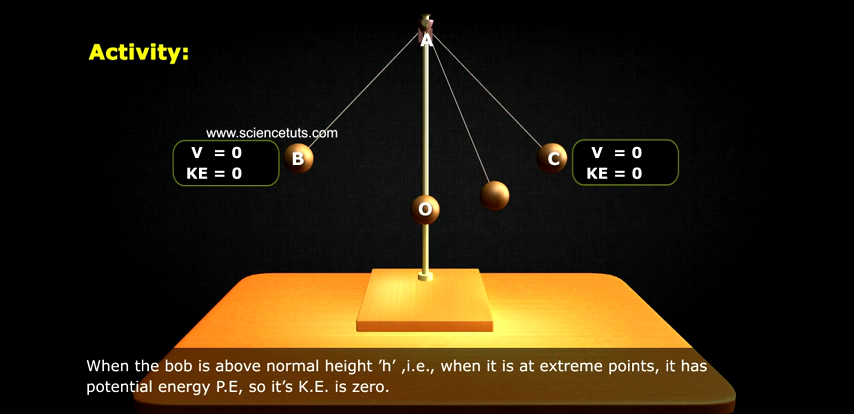 A
Activity:
www.sciencetuts.com
V = 0
KE = 0
B
C
V = 0
KE = 0
O
When the bob is above normal height ’h’ ,i.e., when it is at extreme points, it has
potential energy P.E, so it’s K.E. is zero.